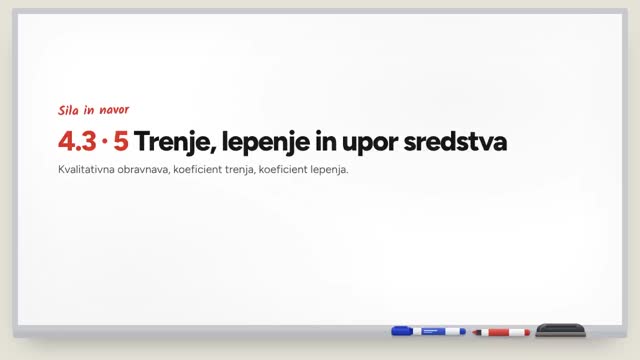 Sila in navor
4.3 · 5 Trenje, lepenje in upor sredstva
Kvalitativna obravnava, koeficient trenja, koeficient lepenja.